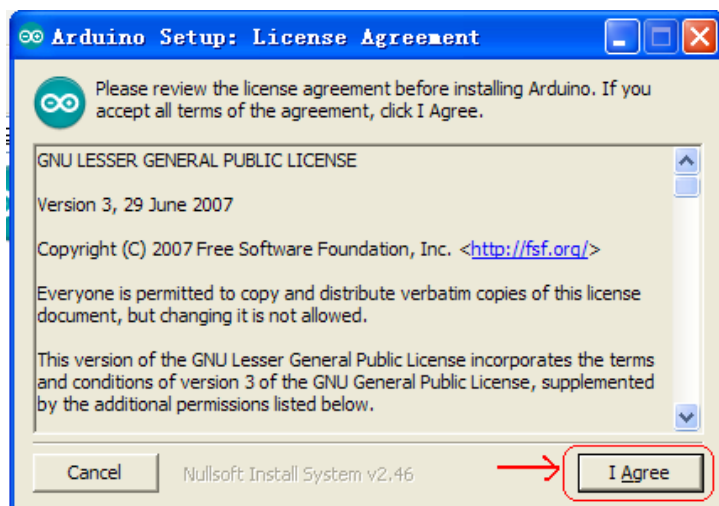 Arduino Setup: License Agreement
Please review the license agreement before installing Arduino. If you
accept all terms of the agreement, click I Agree.
GNU LESSER GENERAL PUBLIC LICENSE
Version 3, 29 June 2007
Copyright (C) 2007 Free Software Foundation, Inc. <http://fsf.org/>
Everyone is permitted to copy and distribute verbatim copies of this license
document, but changing it is not allowed.
This version of the GNU Lesser General Public License incorporates the terms
and conditions of version 3 of the GNU General Public License, supplemented
by the additional permissions listed below.
Cancel
Nullsoft Install System v2.46
I Agree